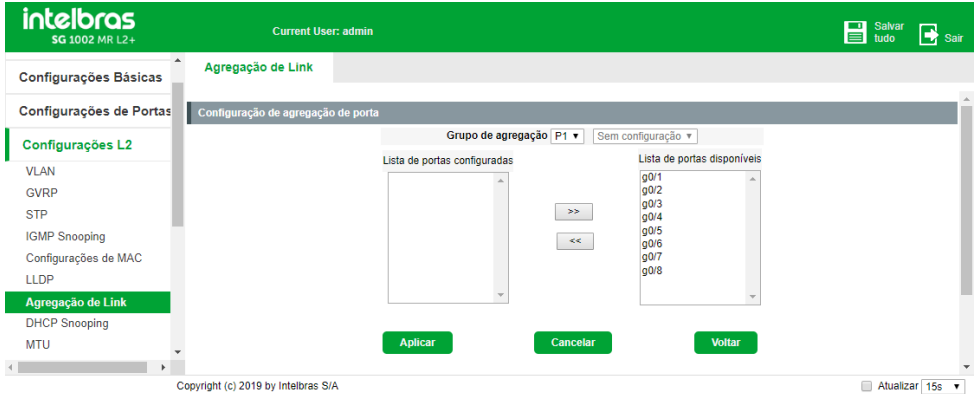 intelbras
SG 1002 MR L2+
Current User: admin
Salvar tudo
Sair
Configurações Básicas
Configurações de Portas
Configurações L2
VLAN
GVRP
STP
IGMP Snooping
Configurações de MAC
LLDP
Agregação de Link
DHCP Snooping
MTU
Agregação de Link
Configuração de agregação de porta
Grupo de agregação P1 Sem configuração
Lista de portas configuradas
Lista de portas disponíveis
g0/1
g0/2
g0/3
g0/4
g0/5
g0/6
g0/7
g0/8
>>
<<
Aplicar Cancelar Voltar
Copyright (c) 2019 by Intelbras S/A
Atualizar 15s